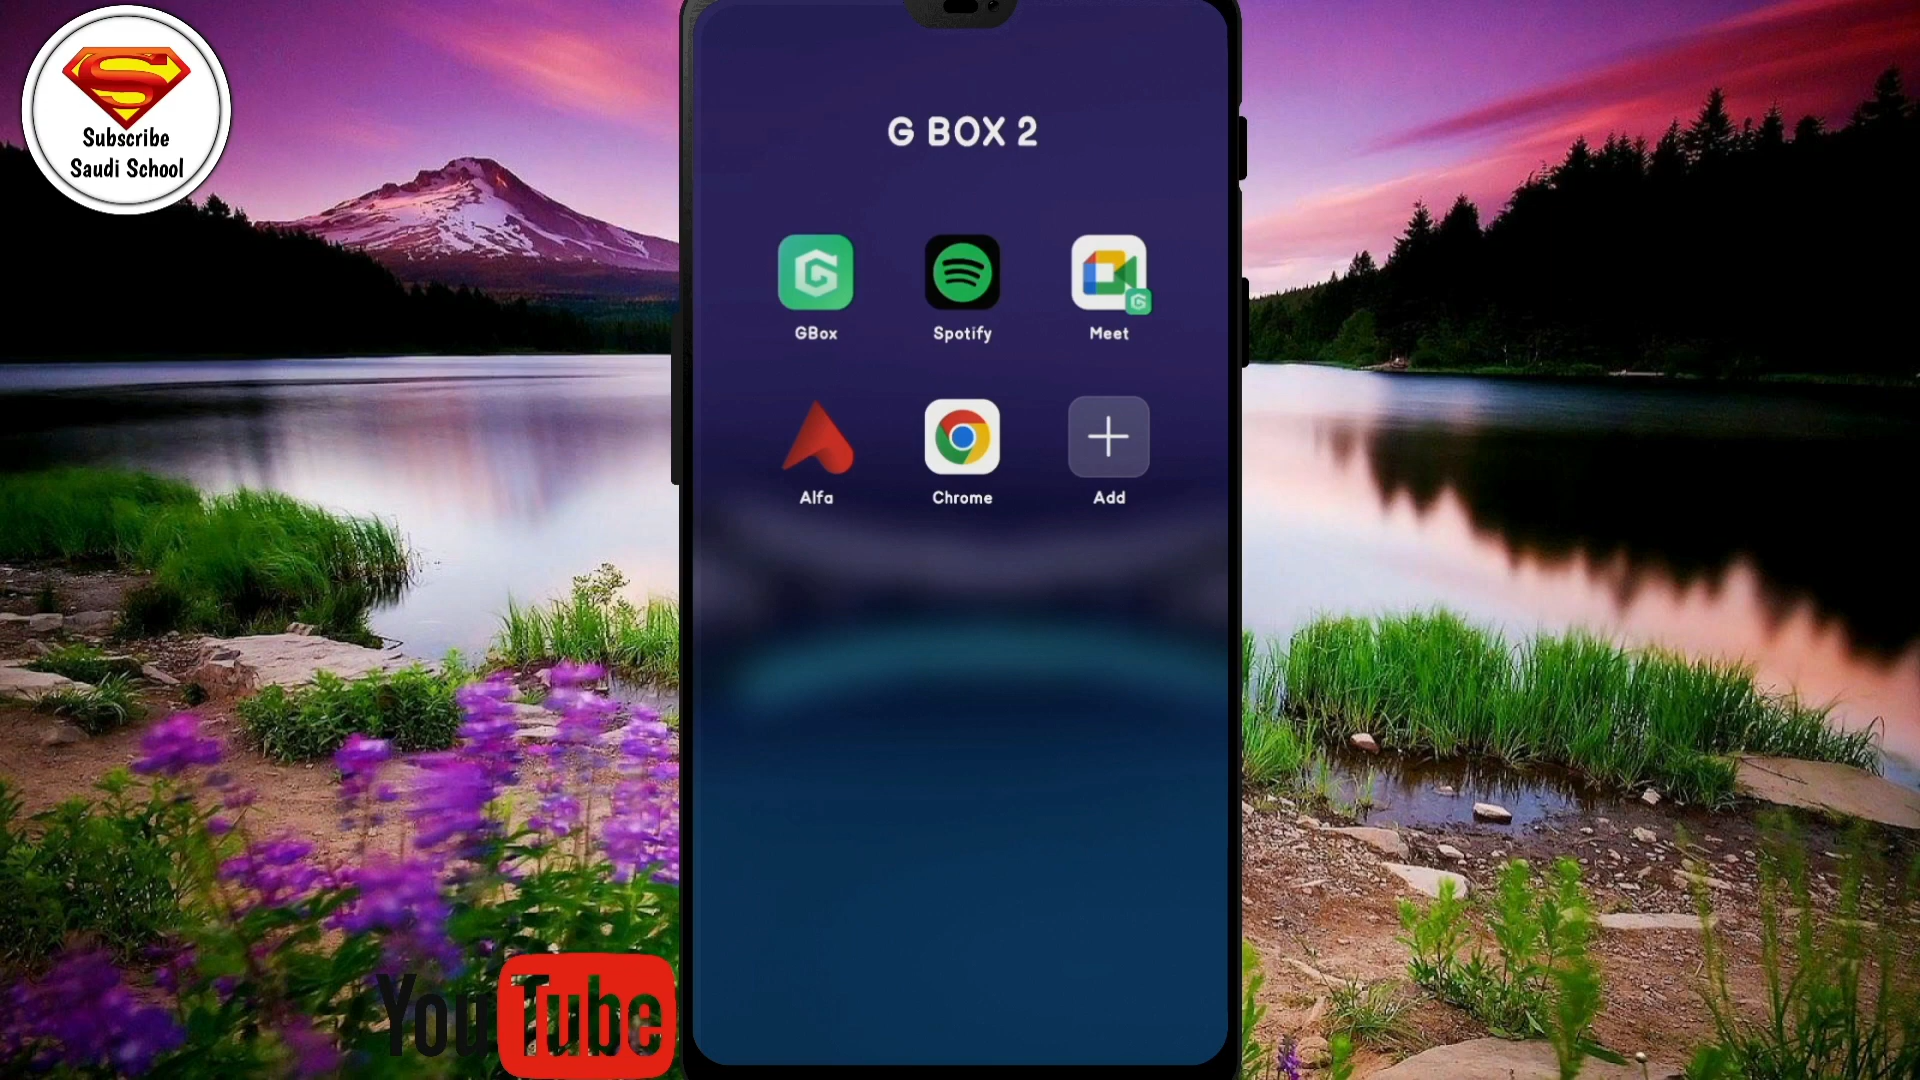 Subscribe
Saudi School
G BOX 2
GBox
Spotify
Meet
Alfa
Chrome
Add
YouTube